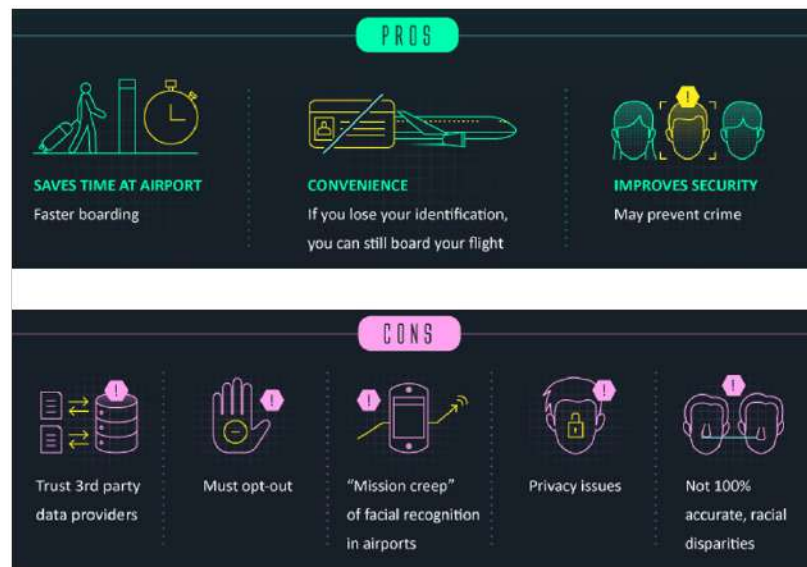 PROS
SAVES TIME AT AIRPORT
Faster boarding
CONVENIENCE
If you lose your identification,
you can still board your flight
IMPROVES SECURITY
May prevent crime
CONS
Trust 3rd party
data providers
Must opt-out
“Mission creep”
of facial recognition
in airports
Privacy issues
Not 100%
accurate, racial
disparities